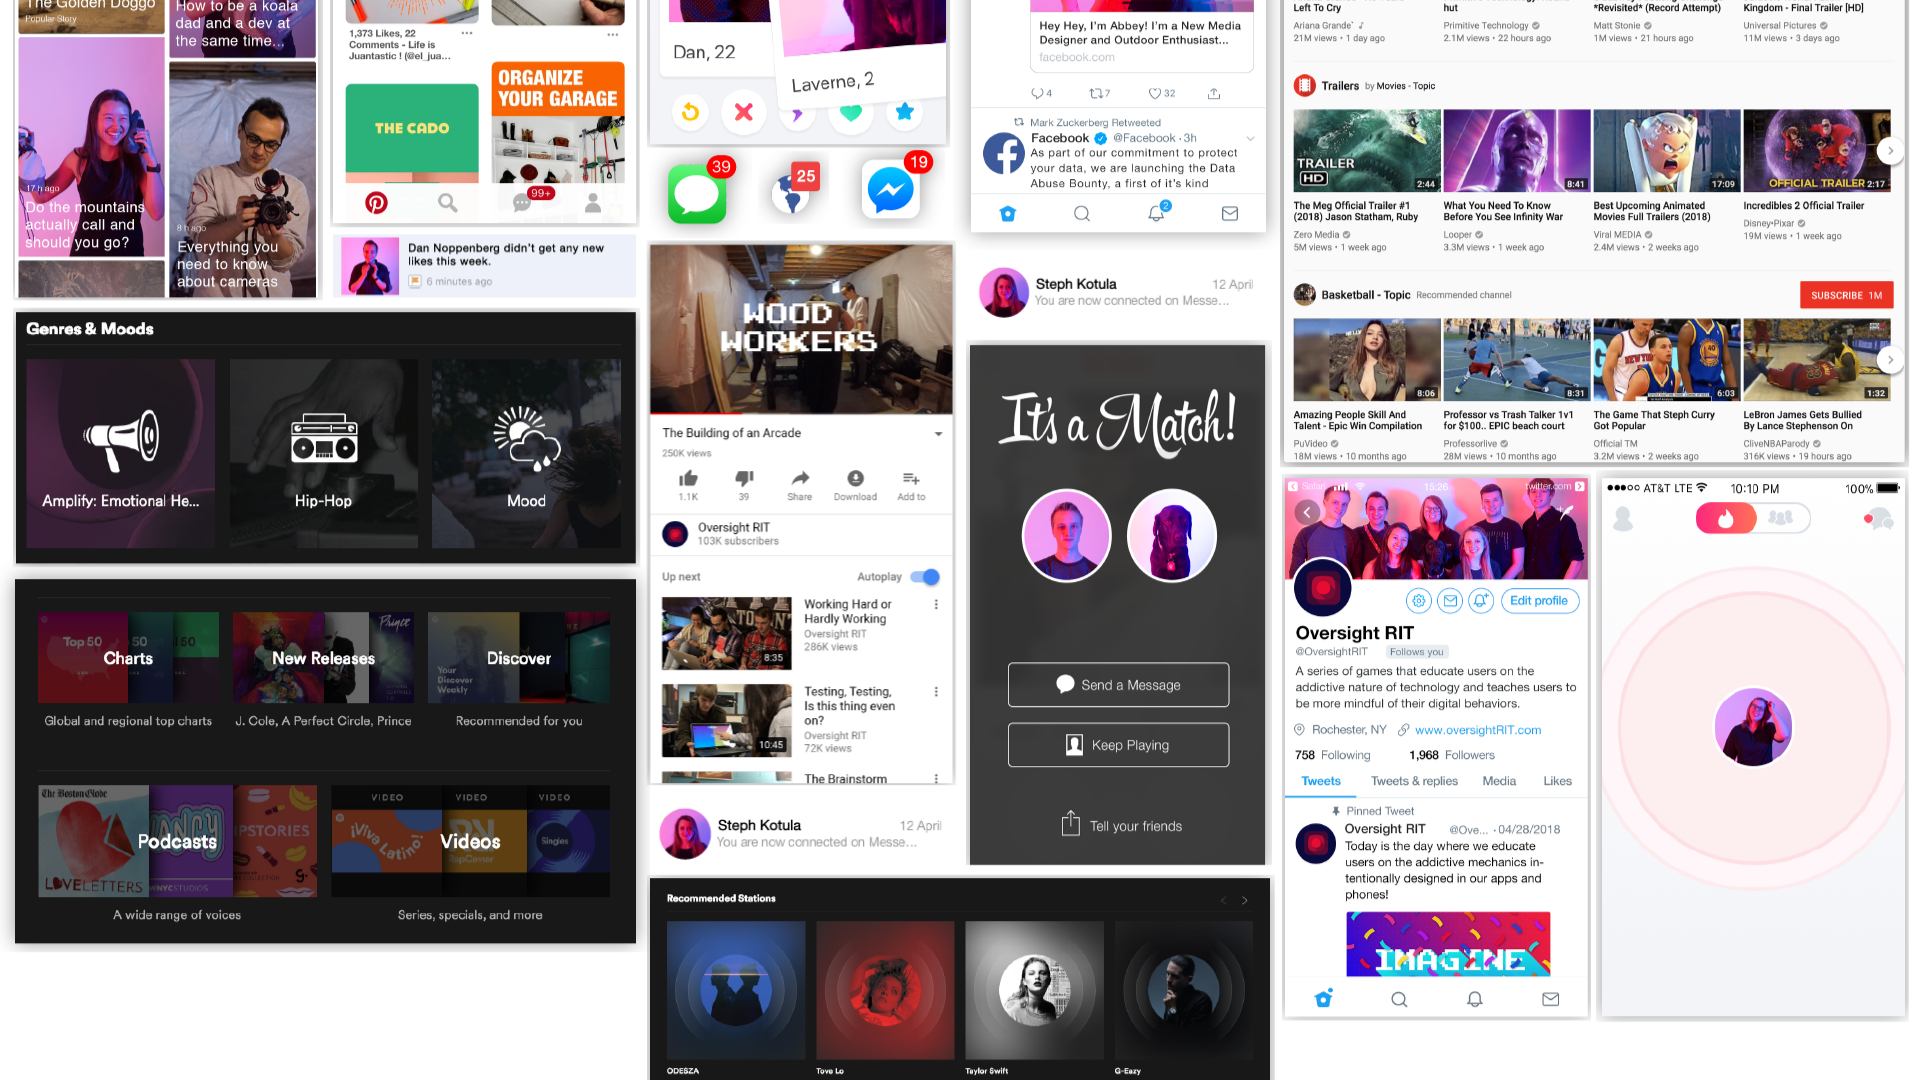 The Golden Doggo
Popular Story
How to be a koala
dad and a dev at
the same time...
17 h ago
Do the mountains
actually call and
should you go?
8 h ago
Everything you
need to know
about cameras
1,373 Likes, 22
Comments - Life is
Juantastic ! (@el_jua...
THE CADO
ORGANIZE
YOUR GARAGE
99+
Dan Noppenberg didn't get any new
likes this week.
6 minutes ago
Genres & Moods
Amplify: Emotional He...
Hip-Hop
Mood
Top 50
Charts
New Releases
Prince
Your
Discover
Weekly
Discover
Global and regional top charts
J. Cole, A Perfect Circle, Prince
Recommended for you
The Boston Globe
LOVE LETTERS
Podcasts
VIDEO
VIDEO
VIDEO
¡Viva Latino!
Singles
Videos
A wide range of voices
Series, specials, and more
Dan, 22
Laverne, 2
39
25
19
WOOD
WORKERS
The Building of an Arcade
250K views
1.1K
39
Share
Download
Add to
Oversight RIT
103K subscribers
Up next
Autoplay
Working Hard or
Hardly Working
Oversight RIT
286K views
8:35
Testing, Testing,
Is this thing even
on?
Oversight RIT
72K views
10:45
The Brainstorm
Steph Kotula
12 April
You are now connected on Messe...
Recommended Stations
ODESZA
Tove Lo
Taylor Swift
G-Eazy
Hey Hey, I'm Abbey! I'm a New Media
Designer and Outdoor Enthusiast...
facebook.com
4
7
32
Mark Zuckerberg Retweeted
Facebook @Facebook · 3h
As part of our commitment to protect
your data, we are launching the Data
Abuse Bounty, a first of it's kind
2
Steph Kotula
12 April
You are now connected on Messe...
It's a Match!
Send a Message
Keep Playing
Tell your friends
Left To Cry
Ariana Grande
21M views • 1 day ago
hut
Primitive Technology
2.1M views • 22 hours ago
*Revisited* (Record Attempt)
Matt Stonie
1M views • 21 hours ago
Kingdom - Final Trailer [HD]
Universal Pictures
11M views • 3 days ago
Trailers by Movies - Topic
TRAILER
HD
2:44
8:41
17:09
OFFICIAL TRAILER 2:17
The Meg Official Trailer #1
(2018) Jason Statham, Ruby
Zero Media
5M views • 1 week ago
What You Need To Know
Before You See Infinity War
Looper
3.3M views • 1 week ago
Best Upcoming Animated
Movies Full Trailers (2018)
Viral MEDIA
2.4M views • 2 weeks ago
Incredibles 2 Official Trailer
Disney•Pixar
19M views • 1 week ago
Basketball - Topic Recommended channel
SUBSCRIBE 1M
8:06
8:31
6:03
1:32
Amazing People Skill And
Talent - Epic Win Compilation
PuVideo
18M views • 10 months ago
Professor vs Trash Talker 1v1
for $100.. EPIC beach court
Professorlive
28M views • 10 months ago
The Game That Steph Curry
Got Popular
Official TM
3.2M views • 2 weeks ago
LeBron James Gets Bullied
By Lance Stephenson On
CliveNBAParody
316K views • 19 hours ago
Safari
15:26
twitter.com
Edit profile
Oversight RIT
@OversightRIT Follows you
A series of games that educate users on the
addictive nature of technology and teaches users to
be more mindful of their digital behaviors.
Rochester, NY www.oversightRIT.com
758 Following 1,968 Followers
Tweets Tweets & replies Media Likes
Pinned Tweet
Oversight RIT @Ove... · 04/28/2018
Today is the day where we educate
users on the addictive mechanics in-
tentionally designed in our apps and
phones!
IMAGINE
AT&T LTE 10:10 PM 100%